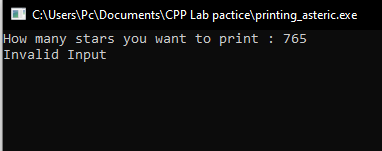 C:\Users\Pc\Documents\CPP Lab pactice\printing_asteric.exe
How many stars you want to print : 765
Invalid Input